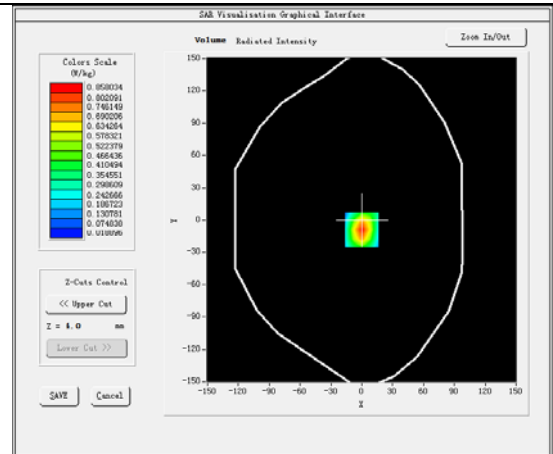 SAR Visualisation Graphical Interface
Volume Radiated Intensity
Zoom In/Out
Colors Scale
(W/kg)
0.858034
0.802091
0.746149
0.690206
0.634264
0.578321
0.522379
0.466436
0.410494
0.354551
0.298609
0.242666
0.186723
0.130781
0.074838
0.018896
150
120
90
60
30
0
-30
-60
-90
-120
-150
Y
-150 -120 -90 -60 -30 0 30 60 90 120 150
X
Z-Cuts Control
<< Upper Cut
Z = 4.0 mm
Lower Cut >>
SAVE Cancel